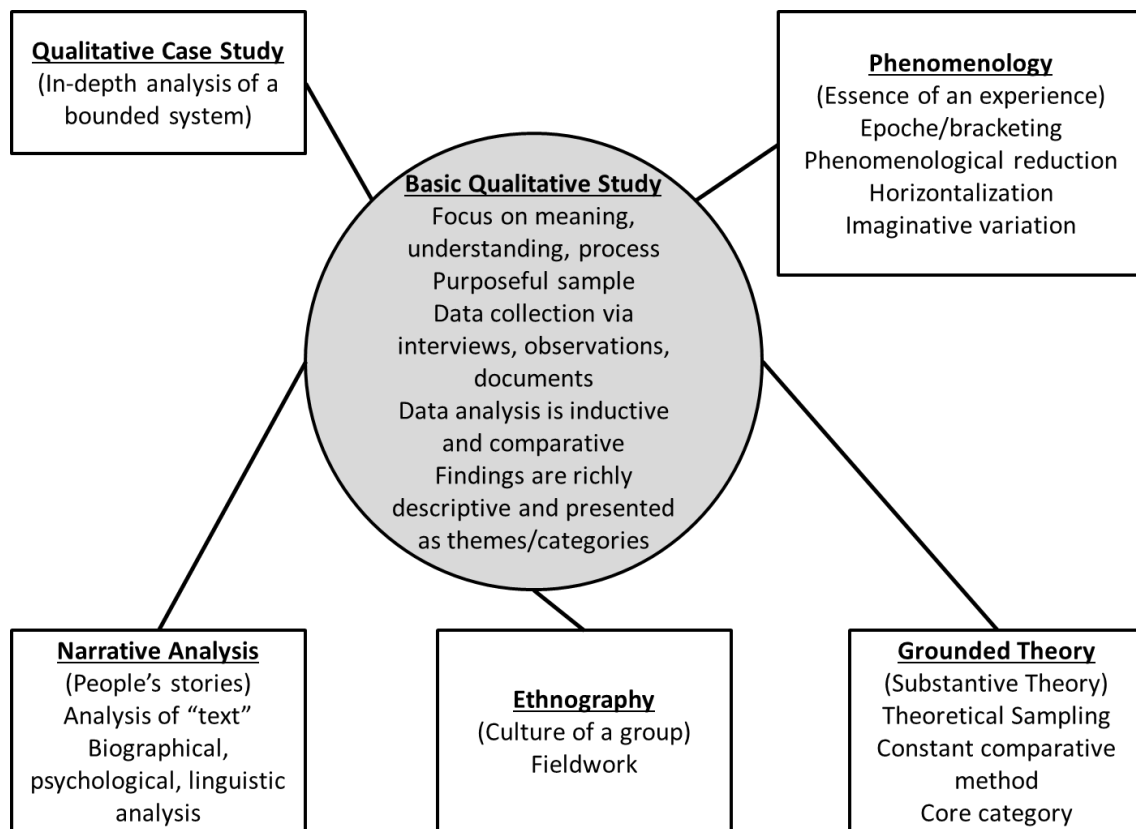 Qualitative Case Study
(In-depth analysis of a
bounded system)
Phenomenology
(Essence of an experience)
Epoche/bracketing
Phenomenological reduction
Horizontalization
Imaginative variation
Basic Qualitative Study
Focus on meaning,
understanding, process
Purposeful sample
Data collection via
interviews, observations,
documents
Data analysis is inductive
and comparative
Findings are richly
descriptive and presented
as themes/categories
Narrative Analysis
(People’s stories)
Analysis of “text”
Biographical,
psychological, linguistic
analysis
Ethnography
(Culture of a group)
Fieldwork
Grounded Theory
(Substantive Theory)
Theoretical Sampling
Constant comparative
method
Core category